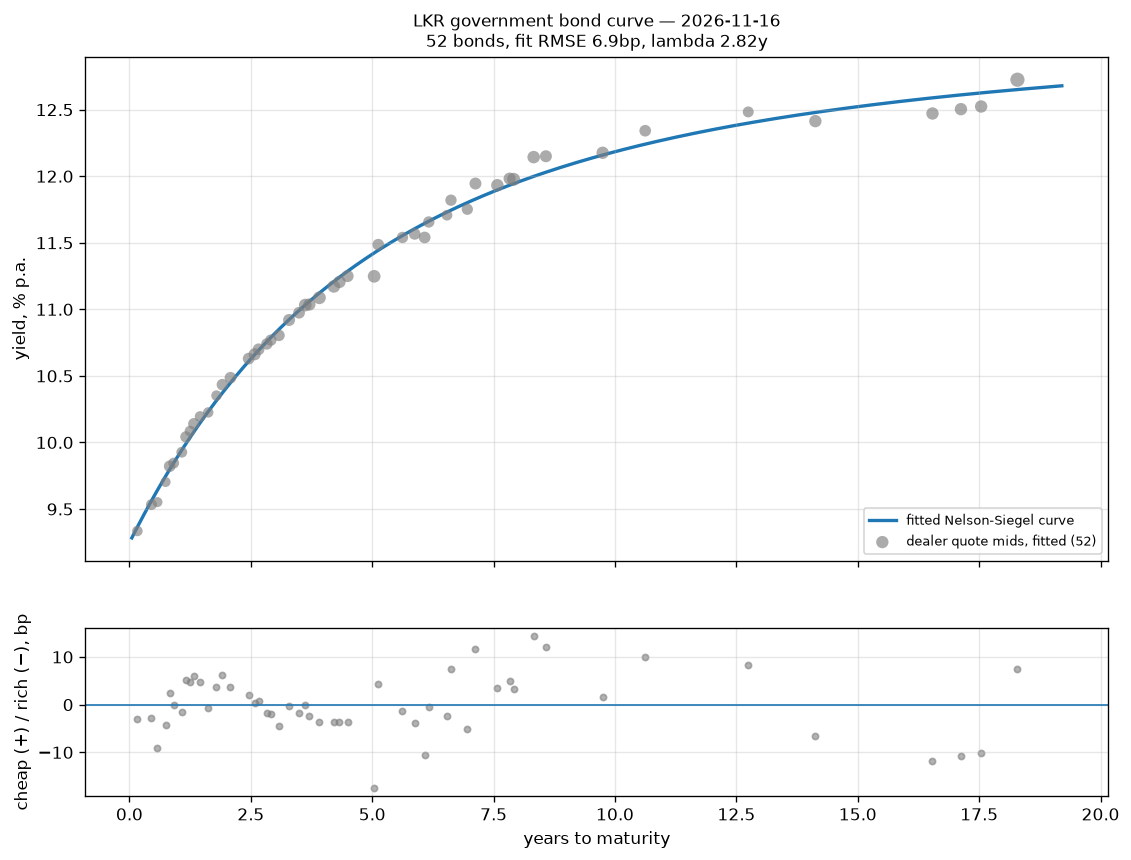 LKR government bond curve — 2026-11-16
52 bonds, fit RMSE 6.9bp, lambda 2.82y
yield, % p.a.
12.5
12.0
11.5
11.0
10.5
10.0
9.5
fitted Nelson-Siegel curve
dealer quote mids, fitted (52)
cheap (+) / rich (−), bp
10
0
−10
0.0 2.5 5.0 7.5 10.0 12.5 15.0 17.5 20.0
years to maturity